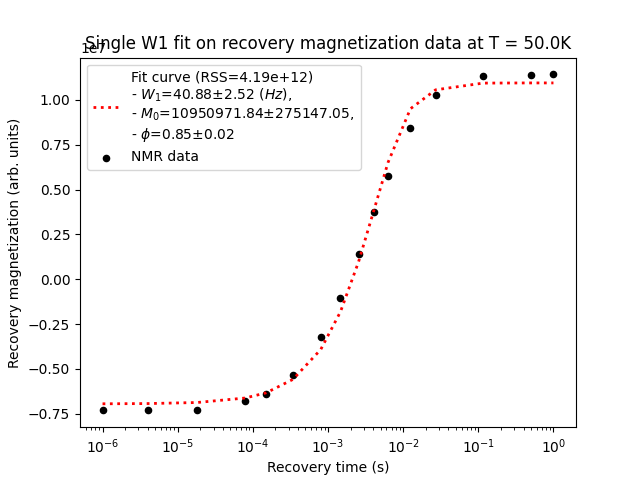 Single W1 fit on recovery magnetization data at T = 50.0K
1e7
Fit curve (RSS=4.19e+12)
- W₁=40.88±2.52 (Hz),
- M₀=10950971.84±275147.05,
- ϕ=0.85±0.02
NMR data
Recovery magnetization (arb. units)
1.00
0.75
0.50
0.25
0.00
−0.25
−0.50
−0.75
10⁻⁶ 10⁻⁵ 10⁻⁴ 10⁻³ 10⁻² 10⁻¹ 10⁰
Recovery time (s)